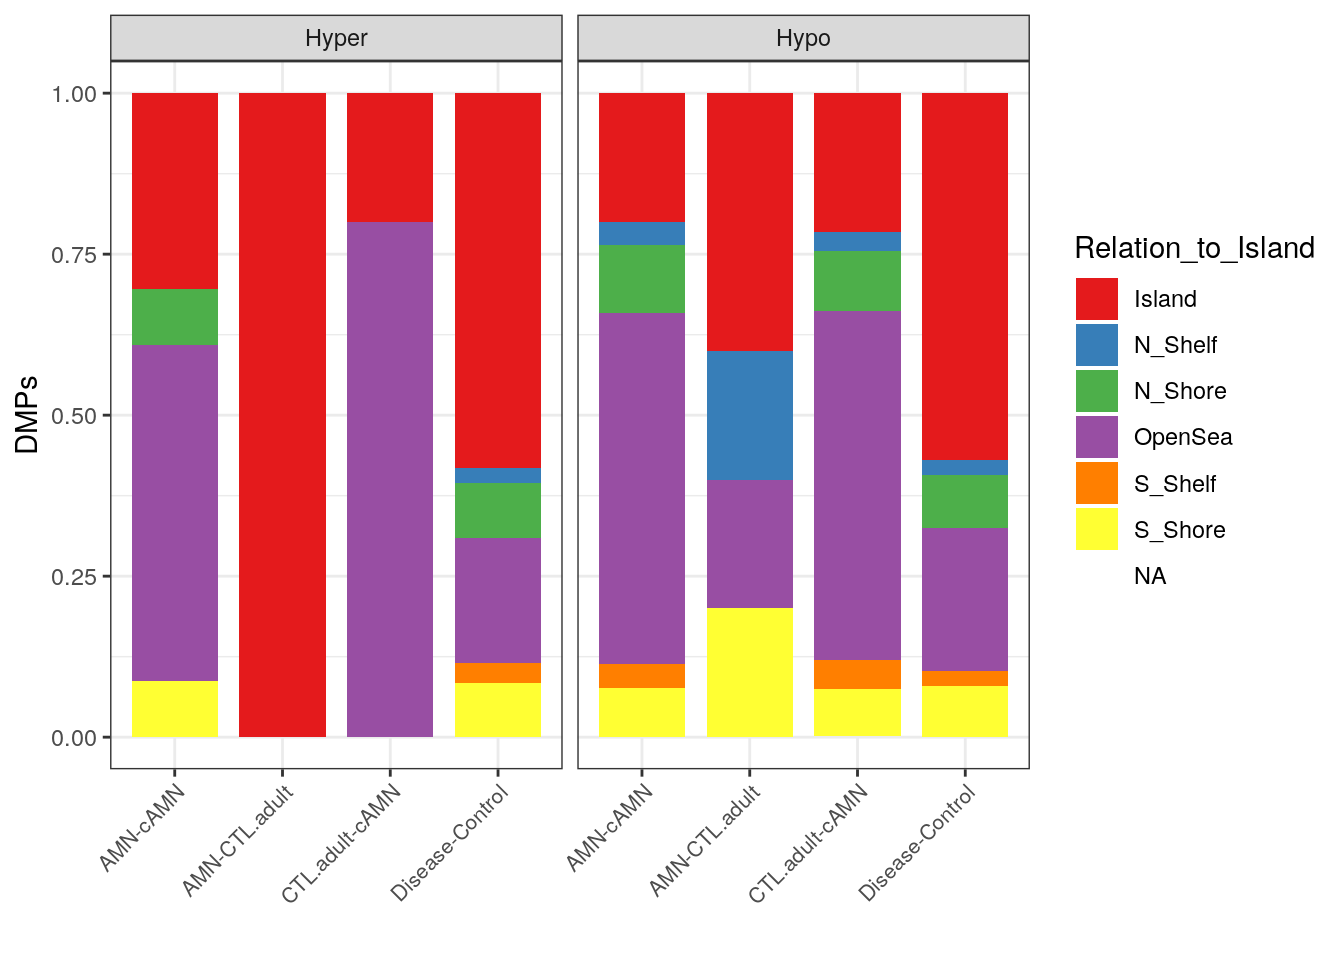 Hyper
Hypo
1.00
0.75
0.50
0.25
0.00
DMPs
AMN-cAMN
AMN-CTL.adult
CTL.adult-cAMN
Disease-Control
AMN-cAMN
AMN-CTL.adult
CTL.adult-cAMN
Disease-Control
Relation_to_Island
Island
N_Shelf
N_Shore
OpenSea
S_Shelf
S_Shore
NA